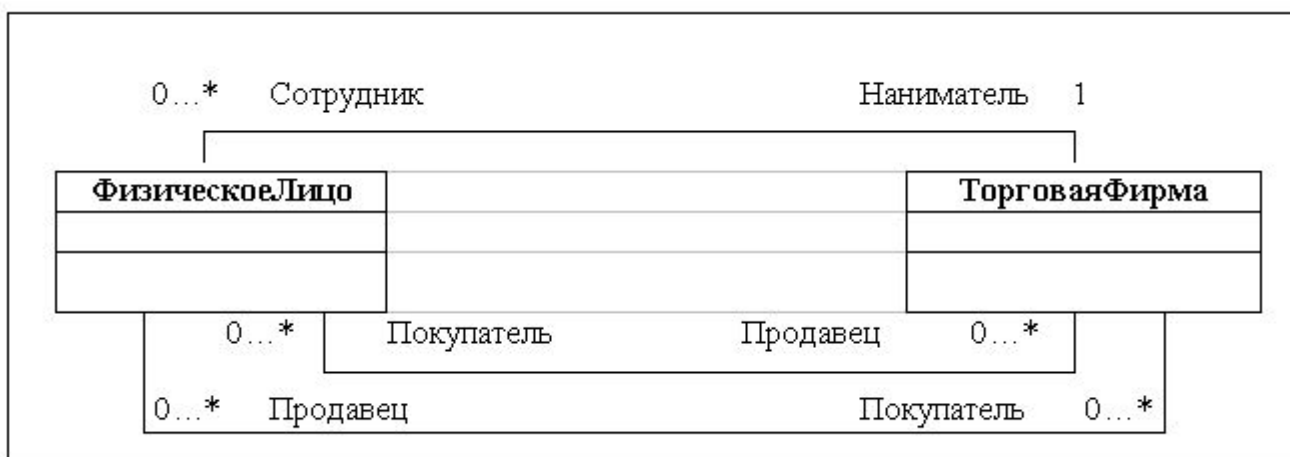 0...* Сотрудник Наниматель 1
ФизическоеЛицо ТорговаяФирма
0...* Покупатель Продавец 0...*
0...* Продавец Покупатель 0...*